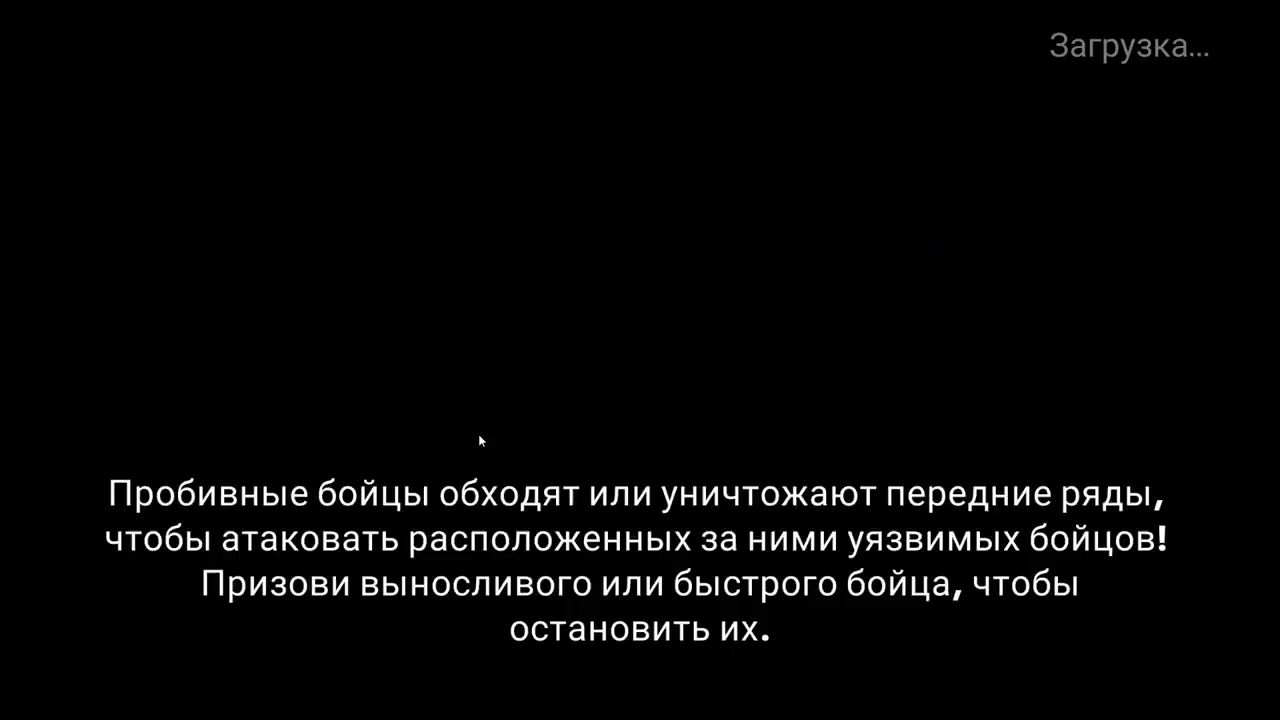 Загрузка...
Пробивные бойцы обходят или уничтожают передние ряды,
чтобы атаковать расположенных за ними уязвимых бойцов!
Призови выносливого или быстрого бойца, чтобы
остановить их.